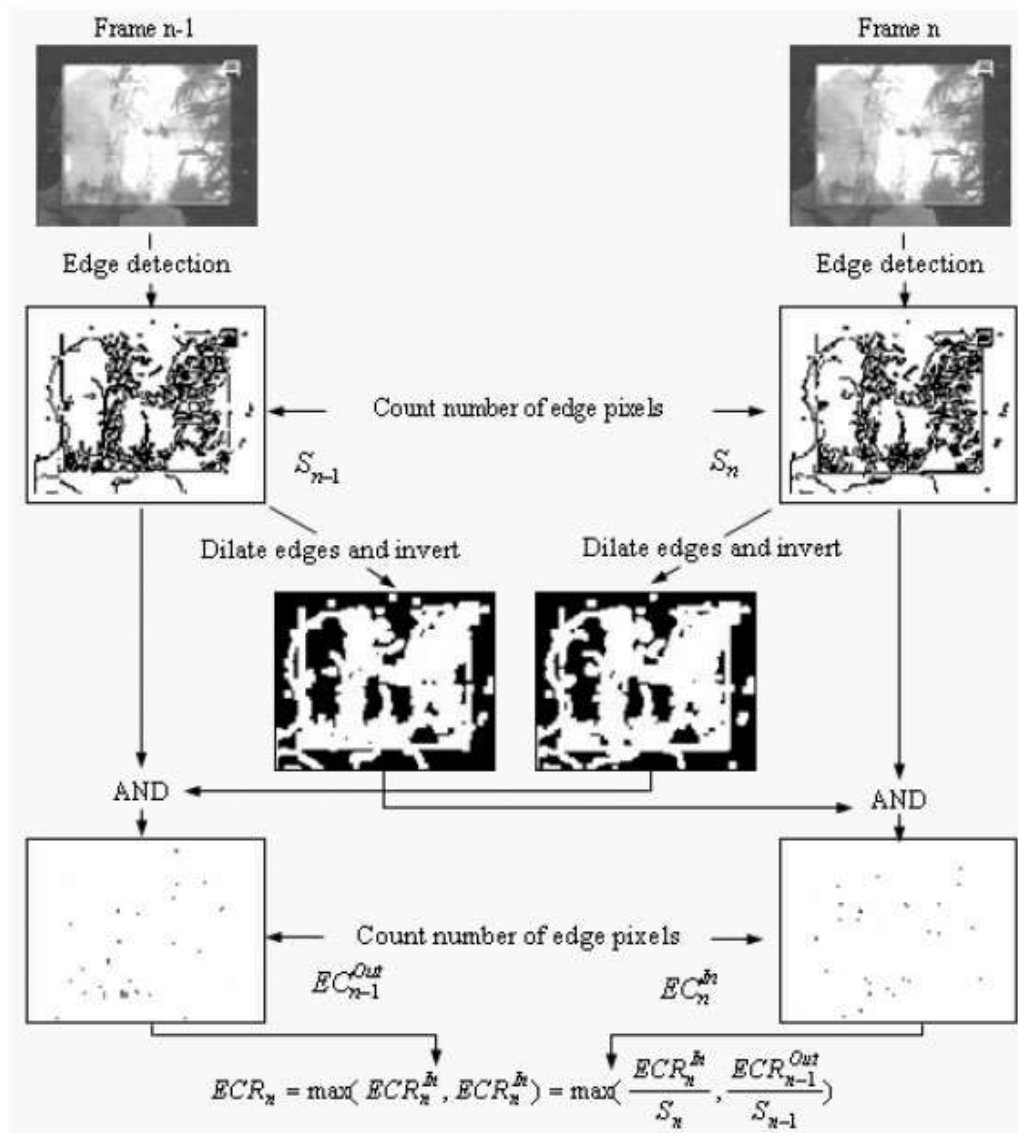 Frame n-1
Frame n
Edge detection
Edge detection
Count number of edge pixels
S_{n-1}
S_n
Dilate edges and invert
Dilate edges and invert
AND
AND
Count number of edge pixels
EC_{n-1}^{Out}
EC_n^{In}
ECR_n = max( ECR_n^{In} , ECR_n^{In} ) = max( \frac{ECR_n^{In}}{S_n} , \frac{ECR_{n-1}^{Out}}{S_{n-1}} )